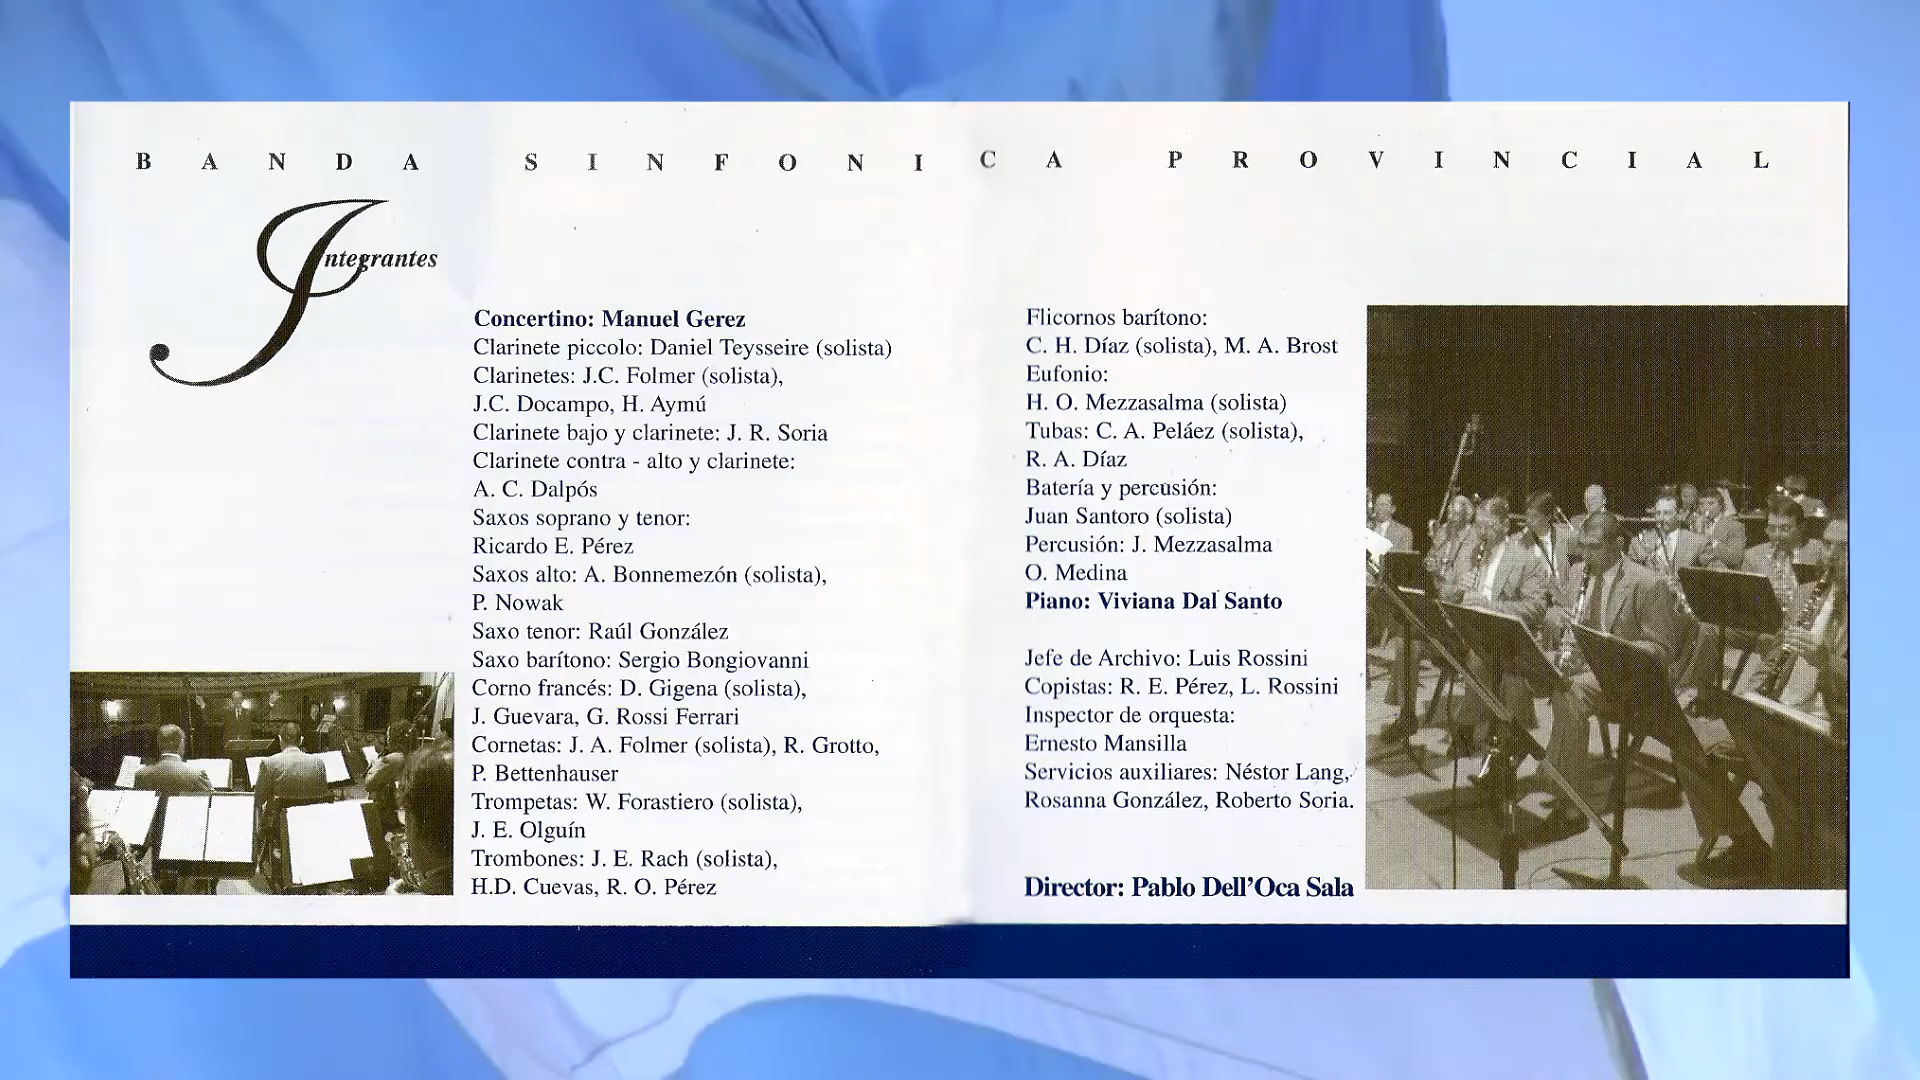 BANDA SINFONICA PROVINCIAL
Integrantes
Concertino: Manuel Gerez
Clarinete piccolo: Daniel Teysseire (solista)
Clarinetes: J.C. Folmer (solista),
J.C. Docampo, H. Aymú
Clarinete bajo y clarinete: J. R. Soria
Clarinete contra - alto y clarinete:
A. C. Dalpós
Saxos soprano y tenor:
Ricardo E. Pérez
Saxos alto: A. Bonnemezón (solista),
P. Nowak
Saxo tenor: Raúl González
Saxo barítono: Sergio Bongiovanni
Corno francés: D. Gigena (solista),
J. Guevara, G. Rossi Ferrari
Cornetas: J. A. Folmer (solista), R. Grotto,
P. Bettenhauser
Trompetas: W. Forastiero (solista),
J. E. Olguín
Trombones: J. E. Rach (solista),
H.D. Cuevas, R. O. Pérez
Flicornos barítono:
C. H. Díaz (solista), M. A. Brost
Eufonio:
H. O. Mezzasalma (solista)
Tubas: C. A. Peláez (solista),
R. A. Díaz
Batería y percusión:
Juan Santoro (solista)
Percusión: J. Mezzasalma
O. Medina
Piano: Viviana Dal Santo
Jefe de Archivo: Luis Rossini
Copistas: R. E. Pérez, L. Rossini
Inspector de orquesta:
Ernesto Mansilla
Servicios auxiliares: Néstor Lang,
Rosanna González, Roberto Soria.
Director: Pablo Dell'Oca Sala